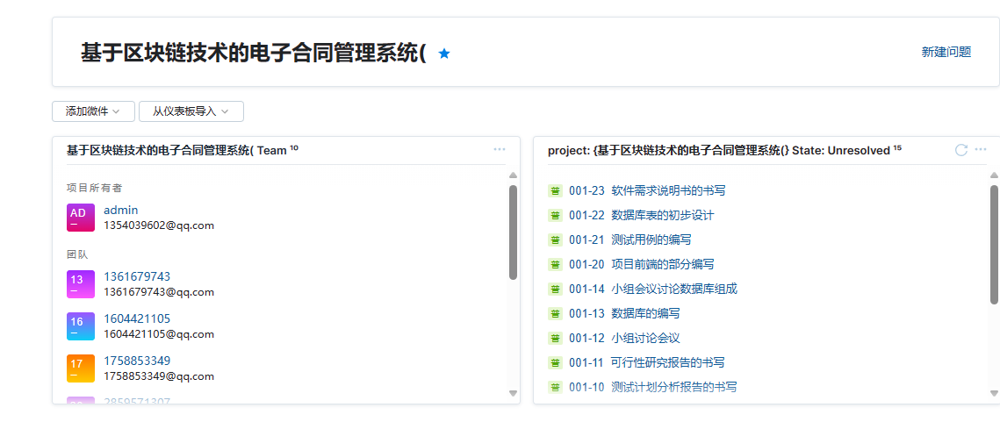 基于区块链技术的电子合同管理系统(
新建问题
添加微件
从仪表板导入
基于区块链技术的电子合同管理系统( Team 10
项目所有者
AD
admin
1354039602@qq.com
团队
13
1361679743
1361679743@qq.com
16
1604421105
1604421105@qq.com
17
1758853349
1758853349@qq.com
2859571307
project: {基于区块链技术的电子合同管理系统(} State: Unresolved 15
普 001-23 软件需求说明书的书写
普 001-22 数据库表的初步设计
普 001-21 测试用例的编写
普 001-20 项目前端的部分编写
普 001-14 小组会议讨论数据库组成
普 001-13 数据库的编写
普 001-12 小组讨论会议
普 001-11 可行性研究报告的书写
普 001-10 测试计划分析报告的书写